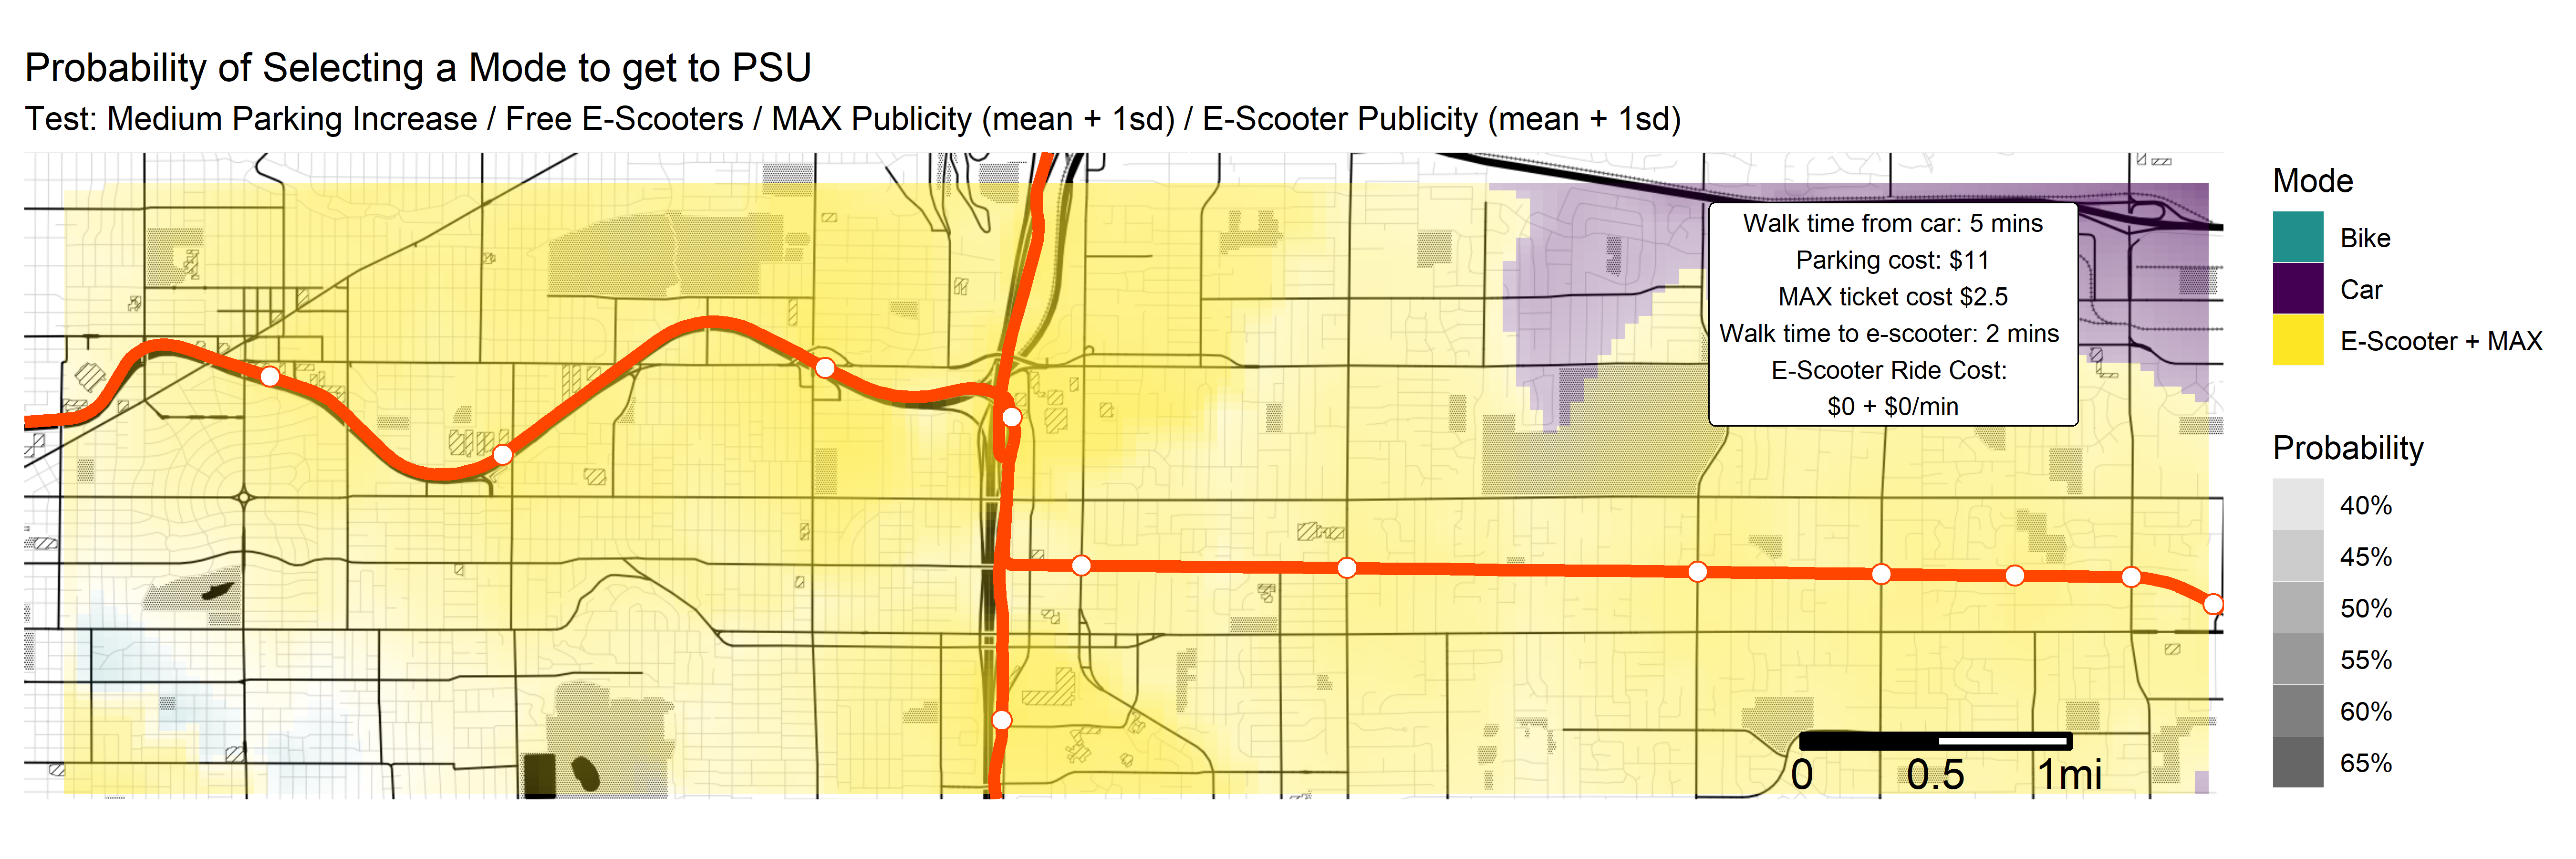 Probability of Selecting a Mode to get to PSU
Test: Medium Parking Increase / Free E-Scooters / MAX Publicity (mean + 1sd) / E-Scooter Publicity (mean + 1sd)
Walk time from car: 5 mins
Parking cost: $11
MAX ticket cost $2.5
Walk time to e-scooter: 2 mins
E-Scooter Ride Cost:
$0 + $0/min
0 0.5 1mi
Mode
Bike
Car
E-Scooter + MAX
Probability
40%
45%
50%
55%
60%
65%